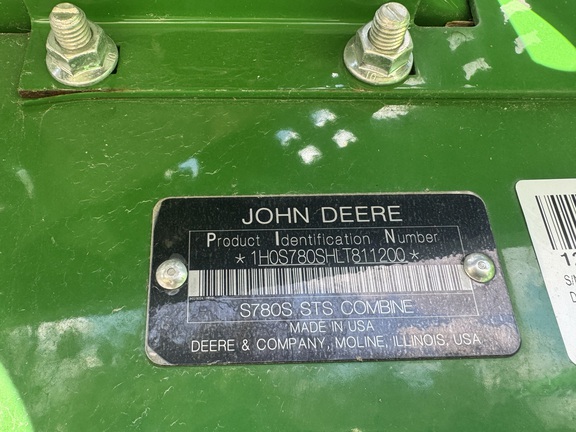 JOHN DEERE
Product Identification Number
*1H0S780SHLT811200*
S780S STS COMBINE
MADE IN USA
DEERE & COMPANY, MOLINE, ILLINOIS, USA